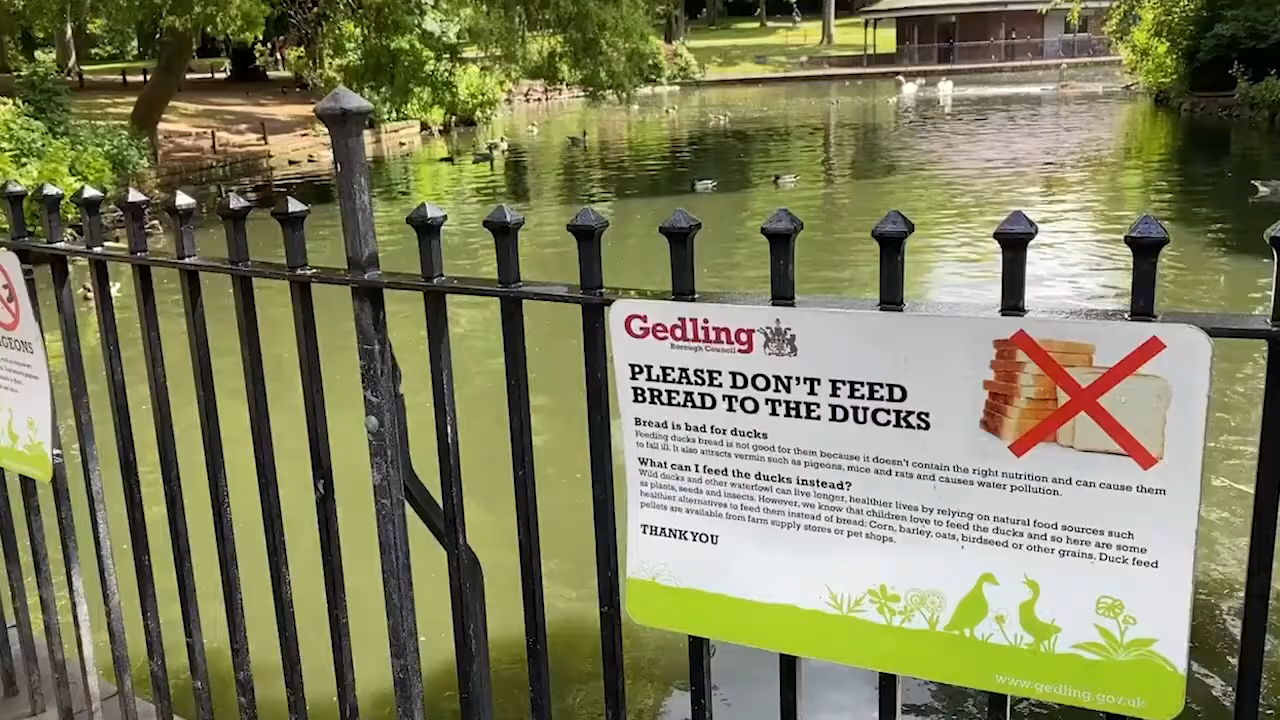 GEONS
Gedling
Borough Council
PLEASE DON'T FEED
BREAD TO THE DUCKS
Bread is bad for ducks
Feeding ducks bread is not good for them because it doesn't contain the right nutrition and can cause them
to fall ill. It also attracts vermin such as pigeons, mice and rats and causes water pollution.
What can I feed the ducks instead?
Wild ducks and other waterfowl can live longer, healthier lives by relying on natural food sources such
as plants, seeds and insects. However, we know that children love to feed the ducks and so here are some
healthier alternatives to feed them instead of bread: Corn, barley, oats, birdseed or other grains. Duck feed
pellets are available from farm supply stores or pet shops.
THANK YOU
www.gedling.gov.uk